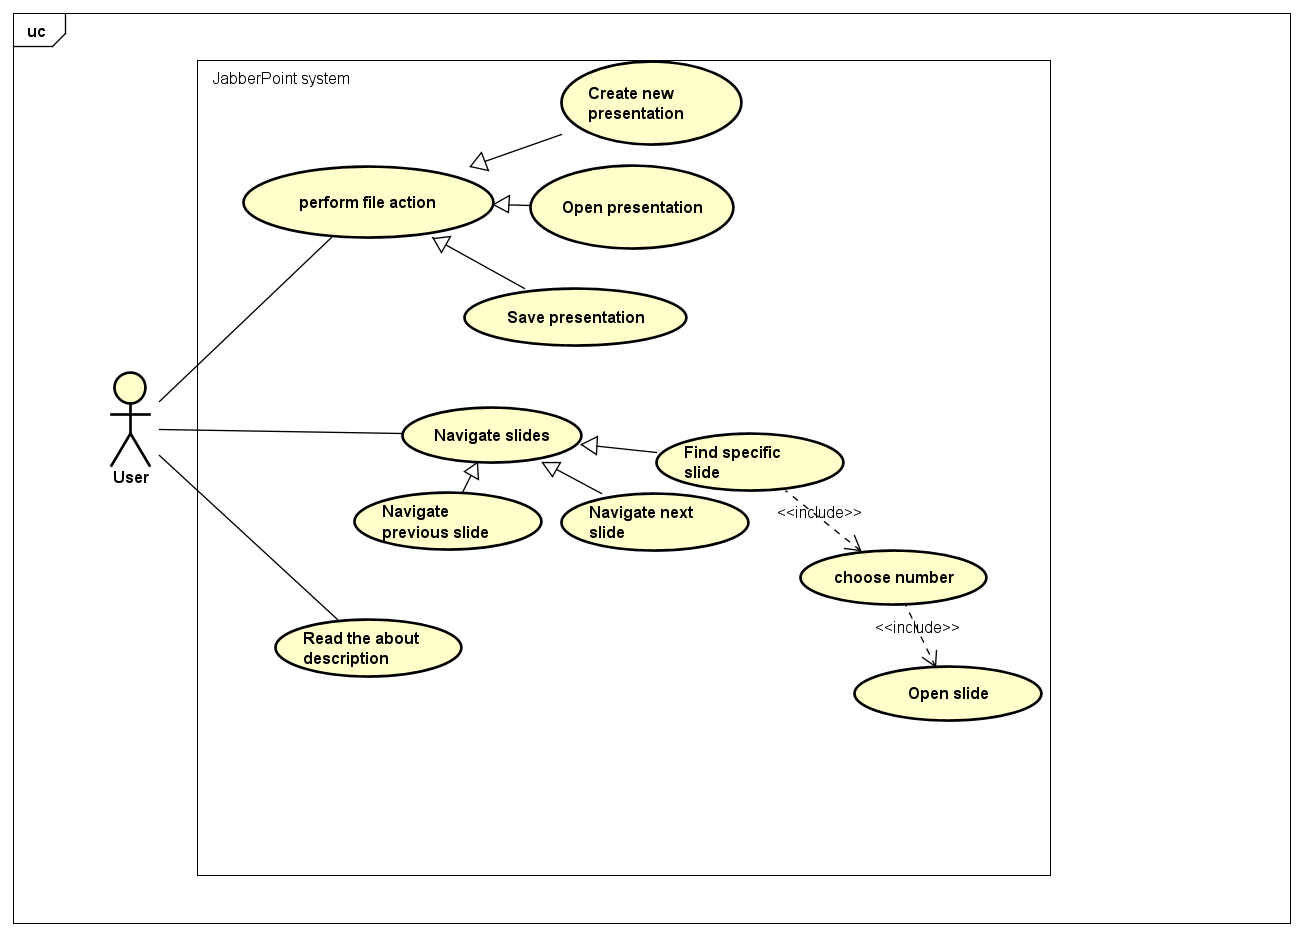 uc
JabberPoint system
Create new
presentation
perform file action
Open presentation
Save presentation
User
Navigate slides
Find specific
slide
Navigate
previous slide
Navigate next
slide
<<include>>
choose number
<<include>>
Read the about
description
Open slide